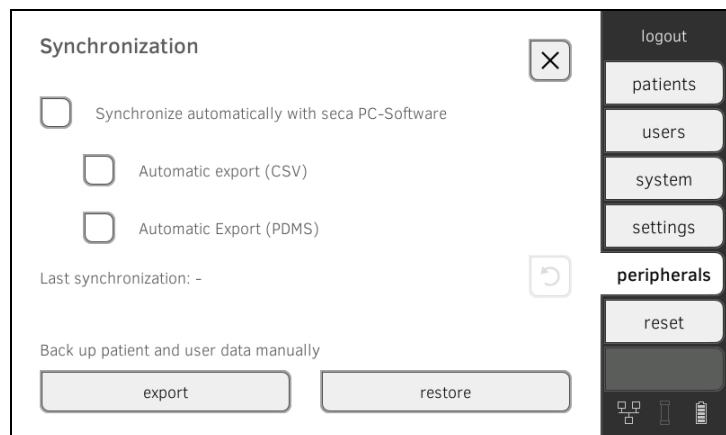 Synchronization
Synchronize automatically with seca PC-Software
Automatic export (CSV)
Automatic Export (PDMS)
Last synchronization: -
Back up patient and user data manually
export
restore
logout
patients
users
system
settings
peripherals
reset